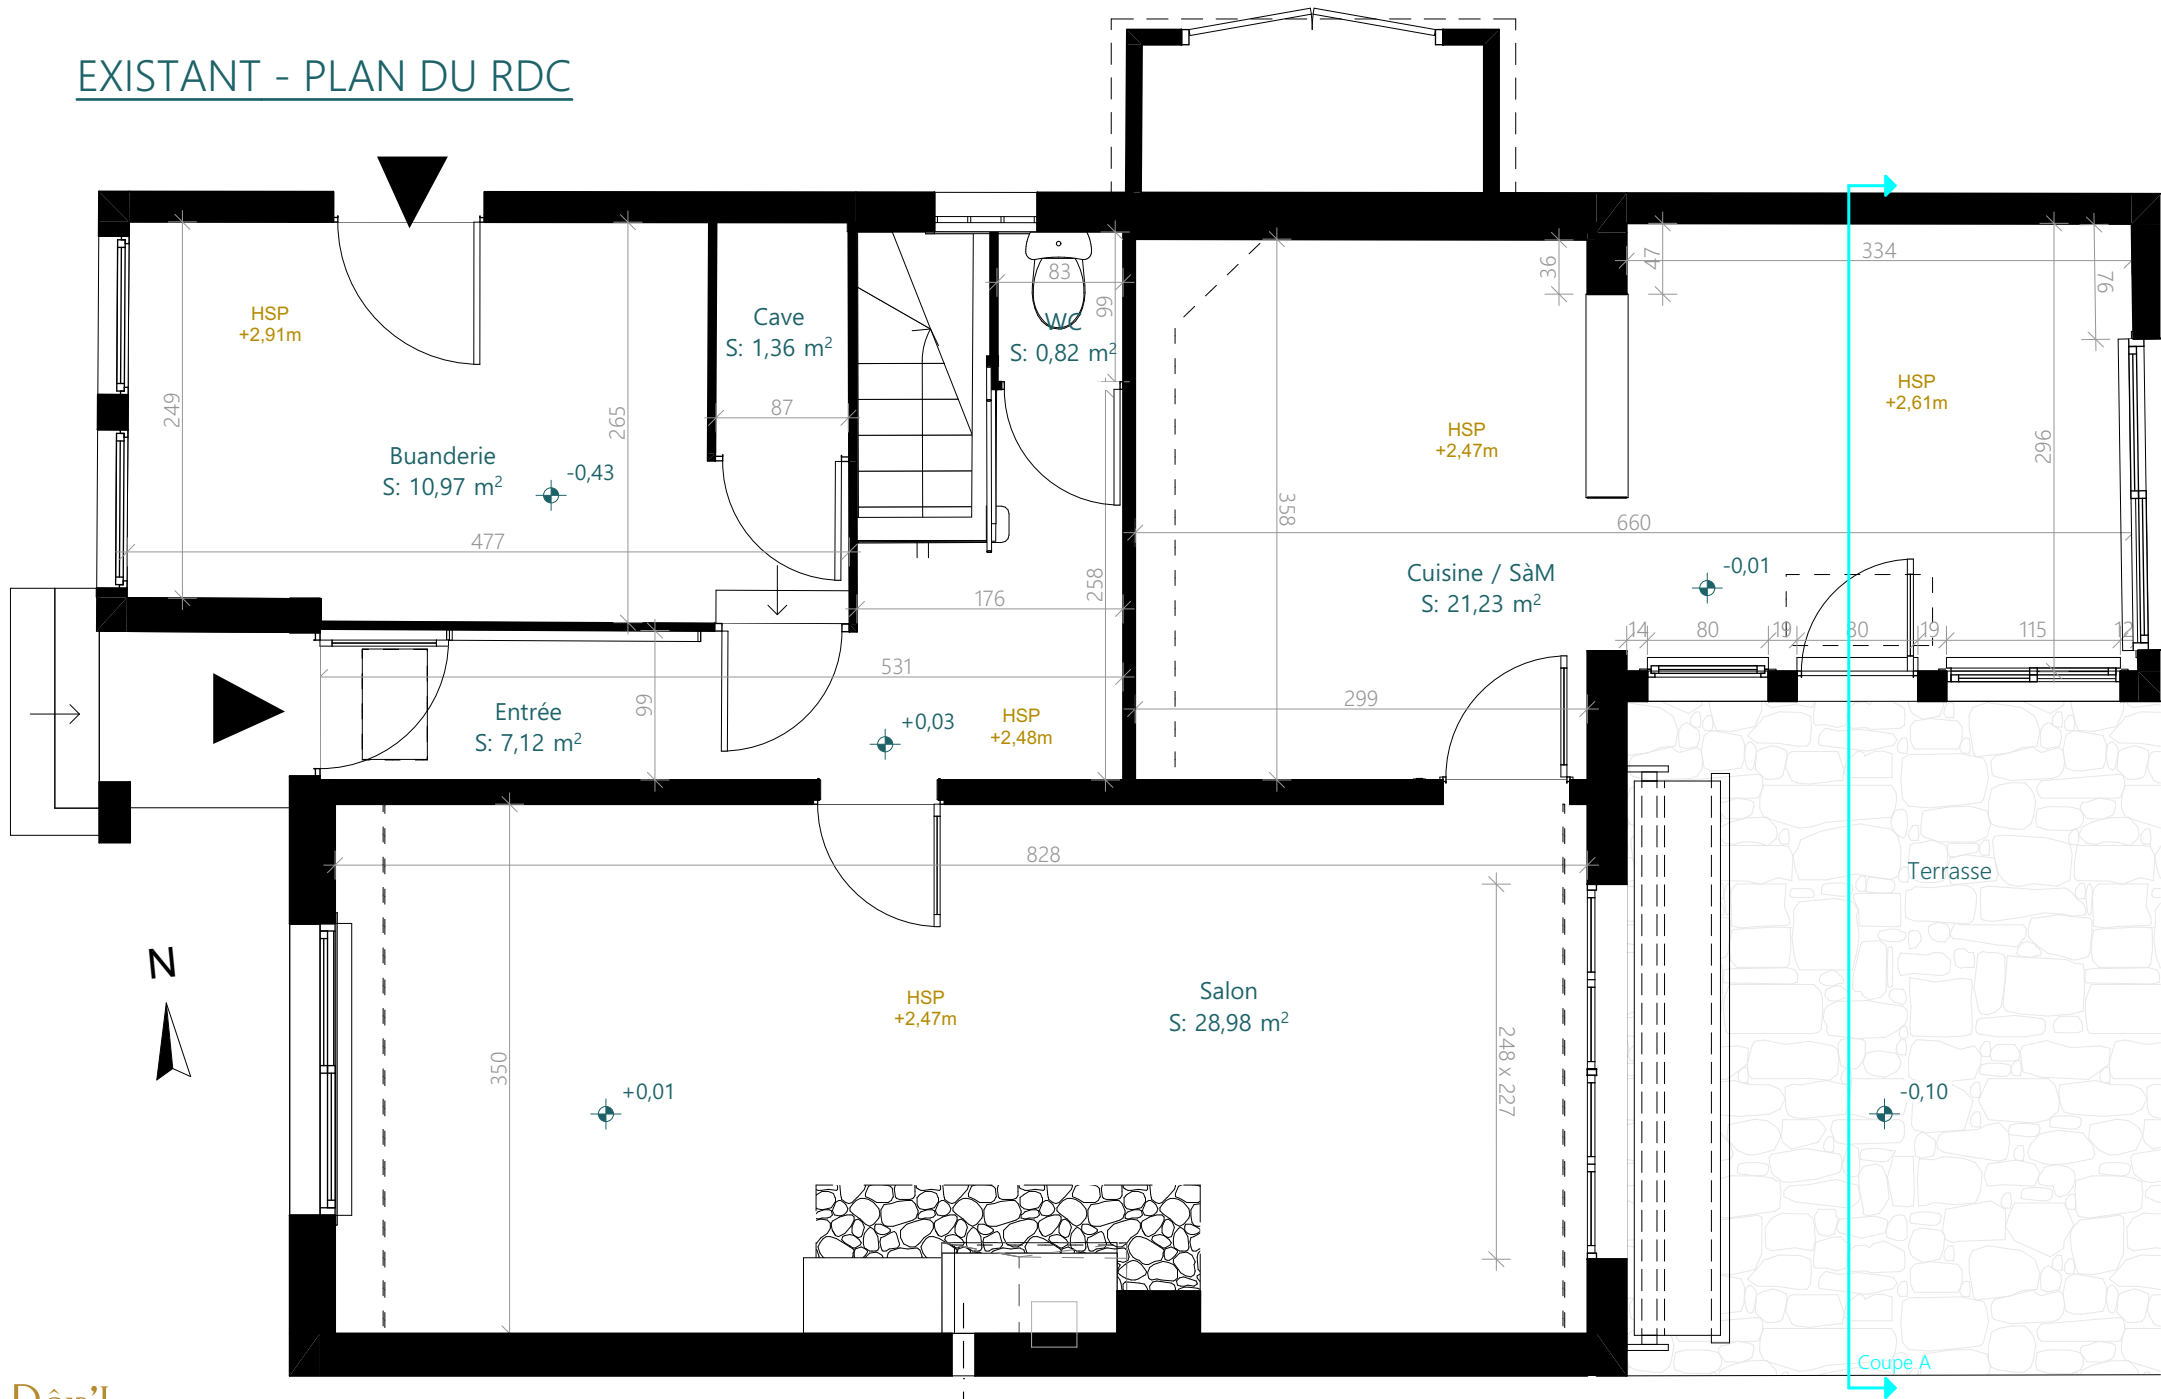 EXISTANT - PLAN DU RDC
HSP
+2,91m
249
265
Buanderie
S: 10,97 m²
-0,43
477
Cave
S: 1,36 m²
87
83
99
WC
S: 0,82 m²
258
176
531
99
Entrée
S: 7,12 m²
+0,03
HSP
+2,48m
36
47
334
76
HSP
+2,61m
HSP
+2,47m
296
358
660
Cuisine / SàM
S: 21,23 m²
-0,01
14
80
19
80
19
115
12
299
828
Terrasse
N
HSP
+2,47m
Salon
S: 28,98 m²
350
248 x 227
+0,01
-0,10
Coupe A